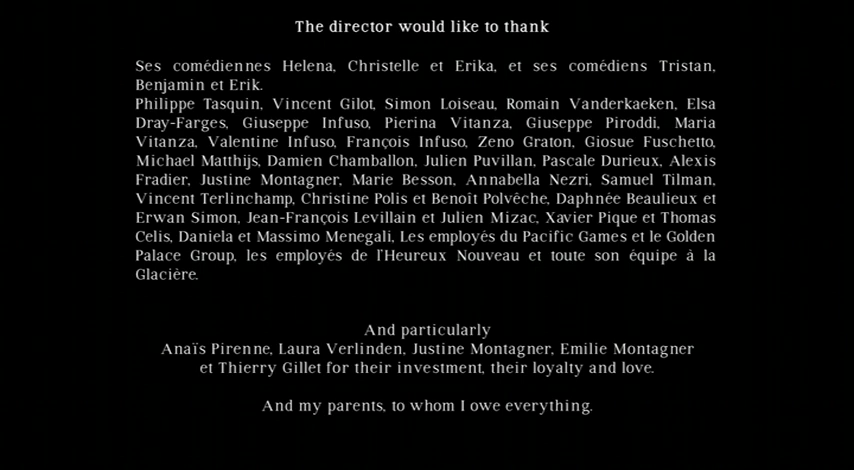 The director would like to thank
Ses comédiennes Helena, Christelle et Erika, et ses comédiens Tristan,
Benjamin et Erik.
Philippe Tasquin, Vincent Gilot, Simon Loiseau, Romain Vanderkaeken, Elsa
Dray-Farges, Giuseppe Infuso, Pierina Vitanza, Giuseppe Piroddi, Maria
Vitanza, Valentine Infuso, François Infuso, Zeno Graton, Giosue Fuschetto,
Michael Matthijs, Damien Chamballon, Julien Puvillan, Pascale Durieux, Alexis
Fradier, Justine Montagner, Marie Besson, Annabella Nezri, Samuel Tilman,
Vincent Terlinchamp, Christine Polis et Benoît Polvêche, Daphnée Beaulieux et
Erwan Simon, Jean-François Levillain et Julien Mizac, Xavier Pique et Thomas
Celis, Daniela et Massimo Menegali, Les employés du Pacific Games et le Golden
Palace Group, les employés de l'Heureux Nouveau et toute son équipe à la
Glacière.
And particularly
Anaïs Pirenne, Laura Verlinden, Justine Montagner, Emilie Montagner
et Thierry Gillet for their investment, their loyalty and love.
And my parents, to whom I owe everything.